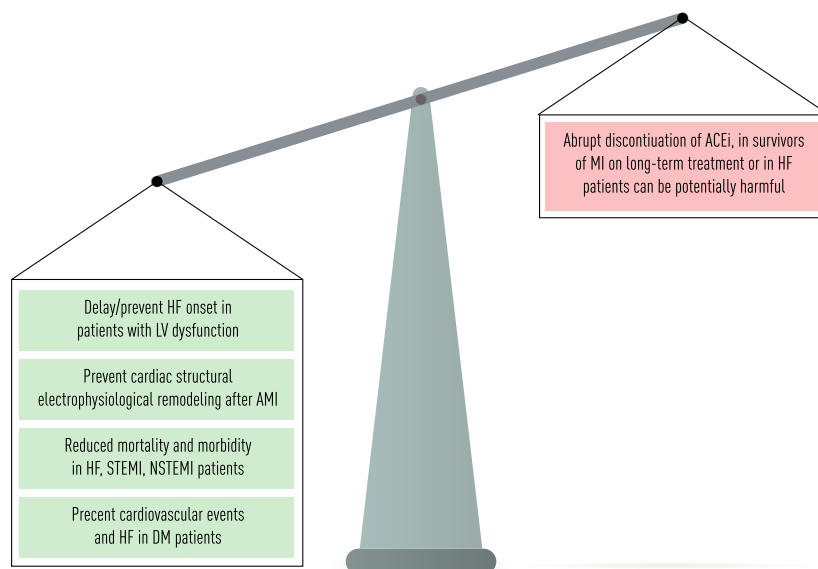 Abrupt discontiuation of ACEi, in survivors
of MI on long-term treatment or in HF
patients can be potentially harmful
Delay/prevent HF onset in
patients with LV dysfunction
Prevent cardiac structural
electrophysiological remodeling after AMI
Reduced mortality and morbidity
in HF, STEMI, NSTEMI patients
Precent cardiovascular events
and HF in DM patients